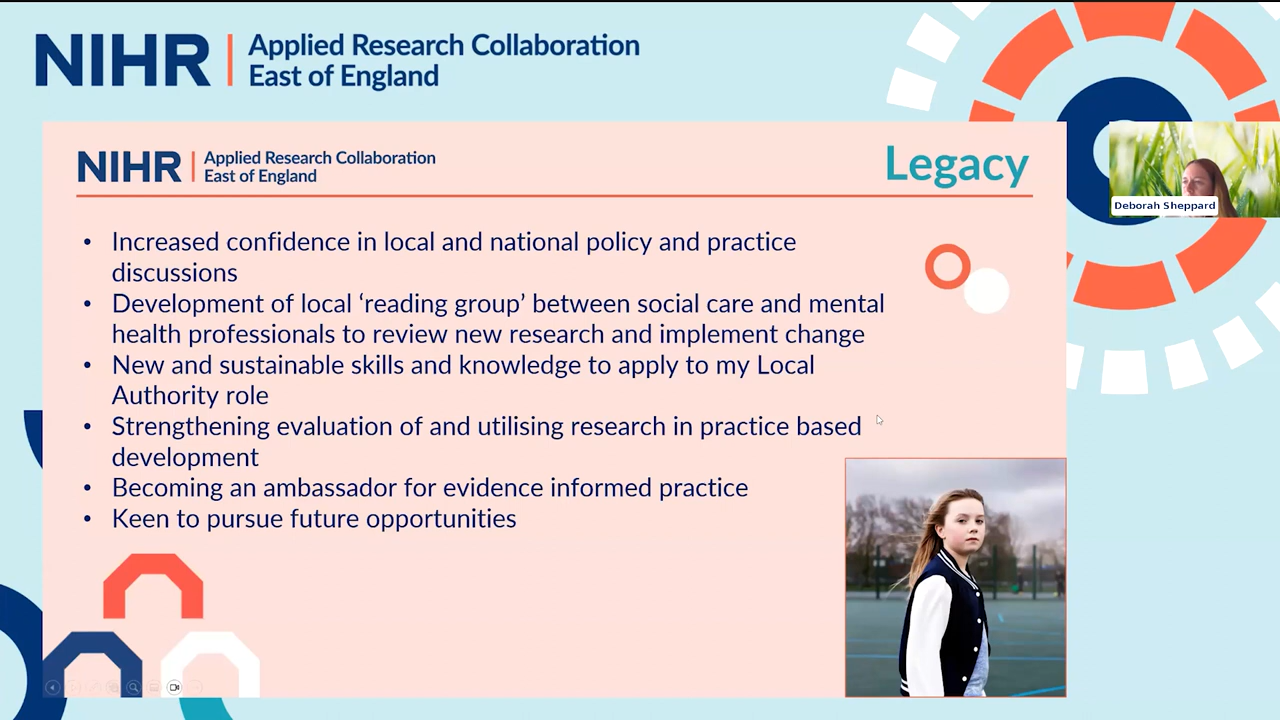 NIHR | Applied Research Collaboration
East of England
NIHR | Applied Research Collaboration
East of England
Legacy
Deborah Sheppard
• Increased confidence in local and national policy and practice
discussions
• Development of local ‘reading group’ between social care and mental
health professionals to review new research and implement change
• New and sustainable skills and knowledge to apply to my Local
Authority role
• Strengthening evaluation of and utilising research in practice based
development
• Becoming an ambassador for evidence informed practice
• Keen to pursue future opportunities